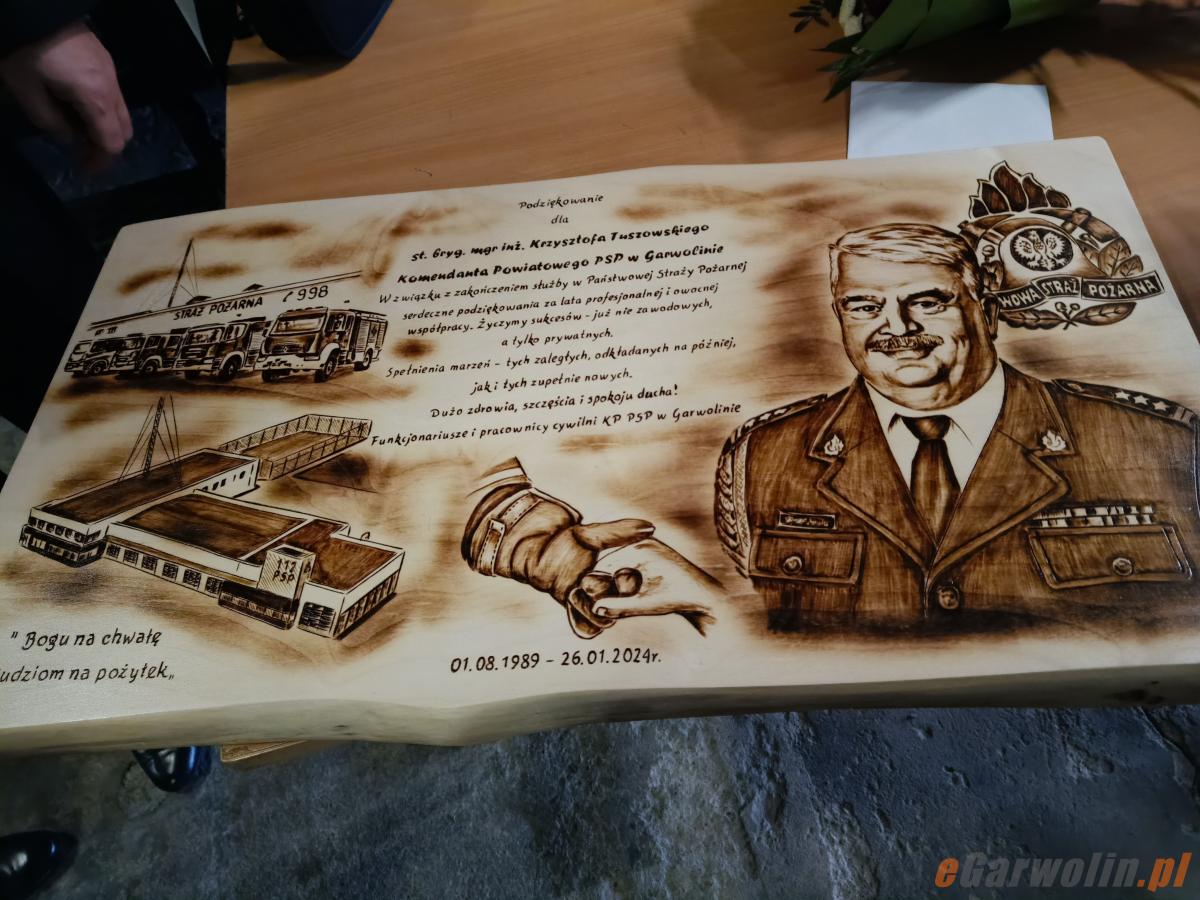 Podziękowanie
dla
st. bryg. mgr inż. Krzysztofa Tuszowskiego
Komendanta Powiatowego PSP w Garwolinie
W związku z zakończeniem służby w Państwowej Straży Pożarnej
serdeczne podziękowania za lata profesjonalnej i owocnej
współpracy. Życzymy sukcesów - już nie zawodowych,
a tylko prywatnych.
Spełnienia marzeń - tych zaległych, odkładanych na później,
jak i tych zupełnie nowych.
Dużo zdrowia, szczęścia i spokoju ducha!
Funkcjonariusze i pracownicy cywilni KP PSP w Garwolinie
STRAŻ POŻARNA 998
WOWA STRAŻ POŻARNA
112
PSP
" Bogu na chwałę
udziom na pożytek„
01.08.1989 - 26.01.2024r.
eGarwolin.pl